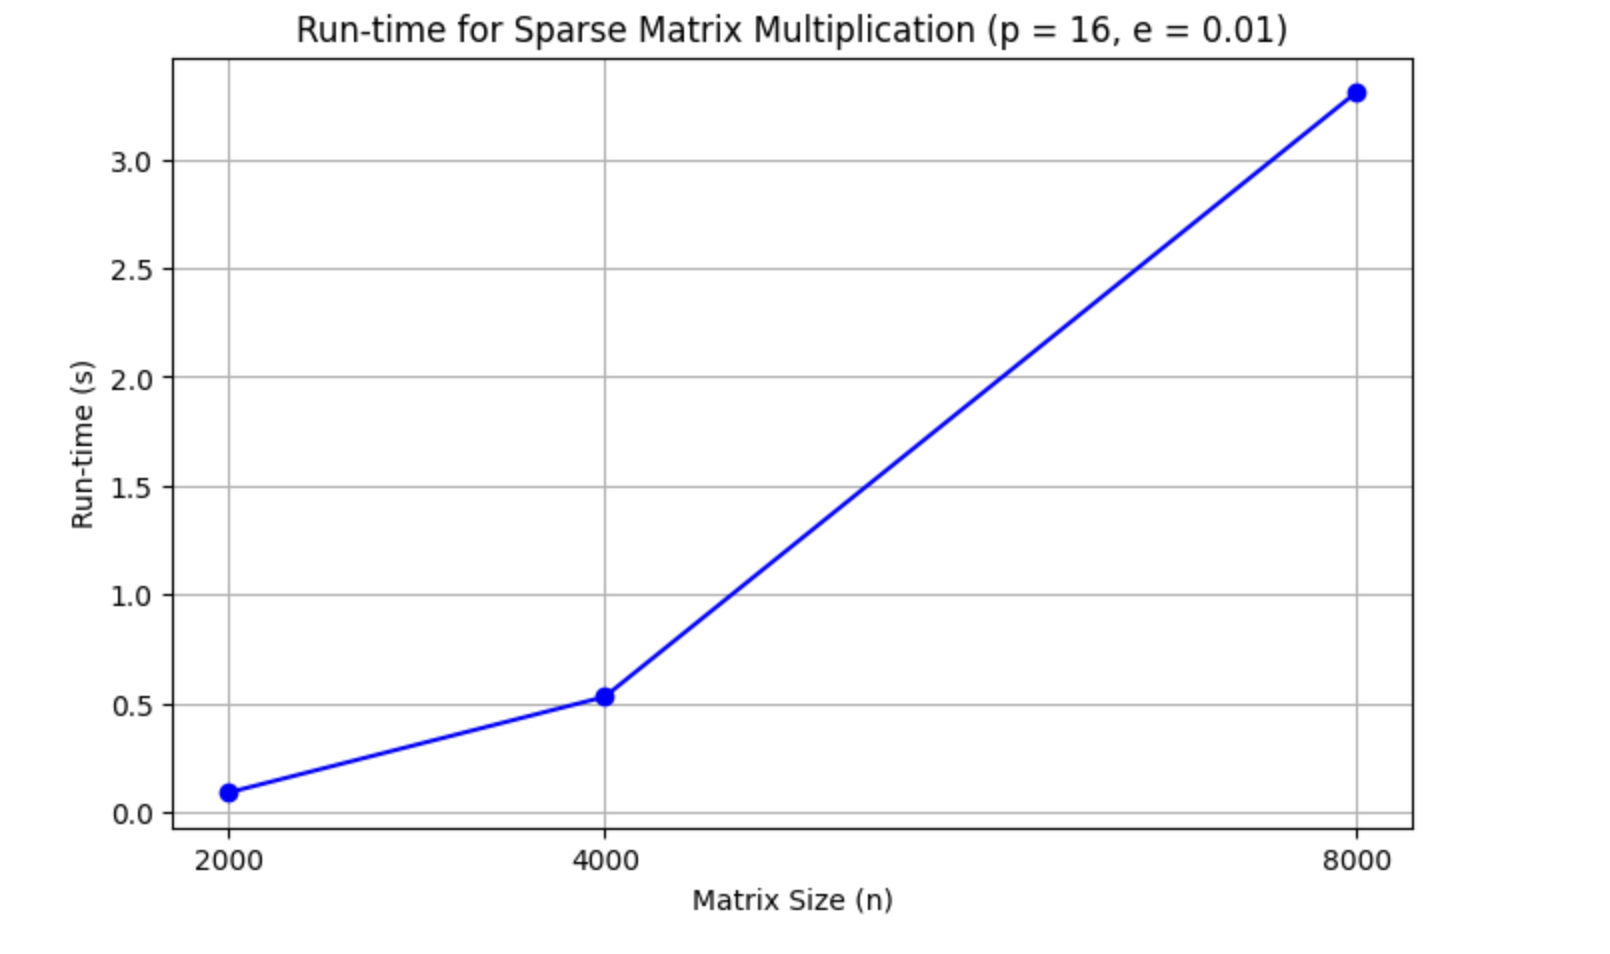 Run-time for Sparse Matrix Multiplication (p = 16, e = 0.01)
3.0
2.5
2.0
1.5
1.0
0.5
0.0
Run-time (s)
2000 4000 8000
Matrix Size (n)